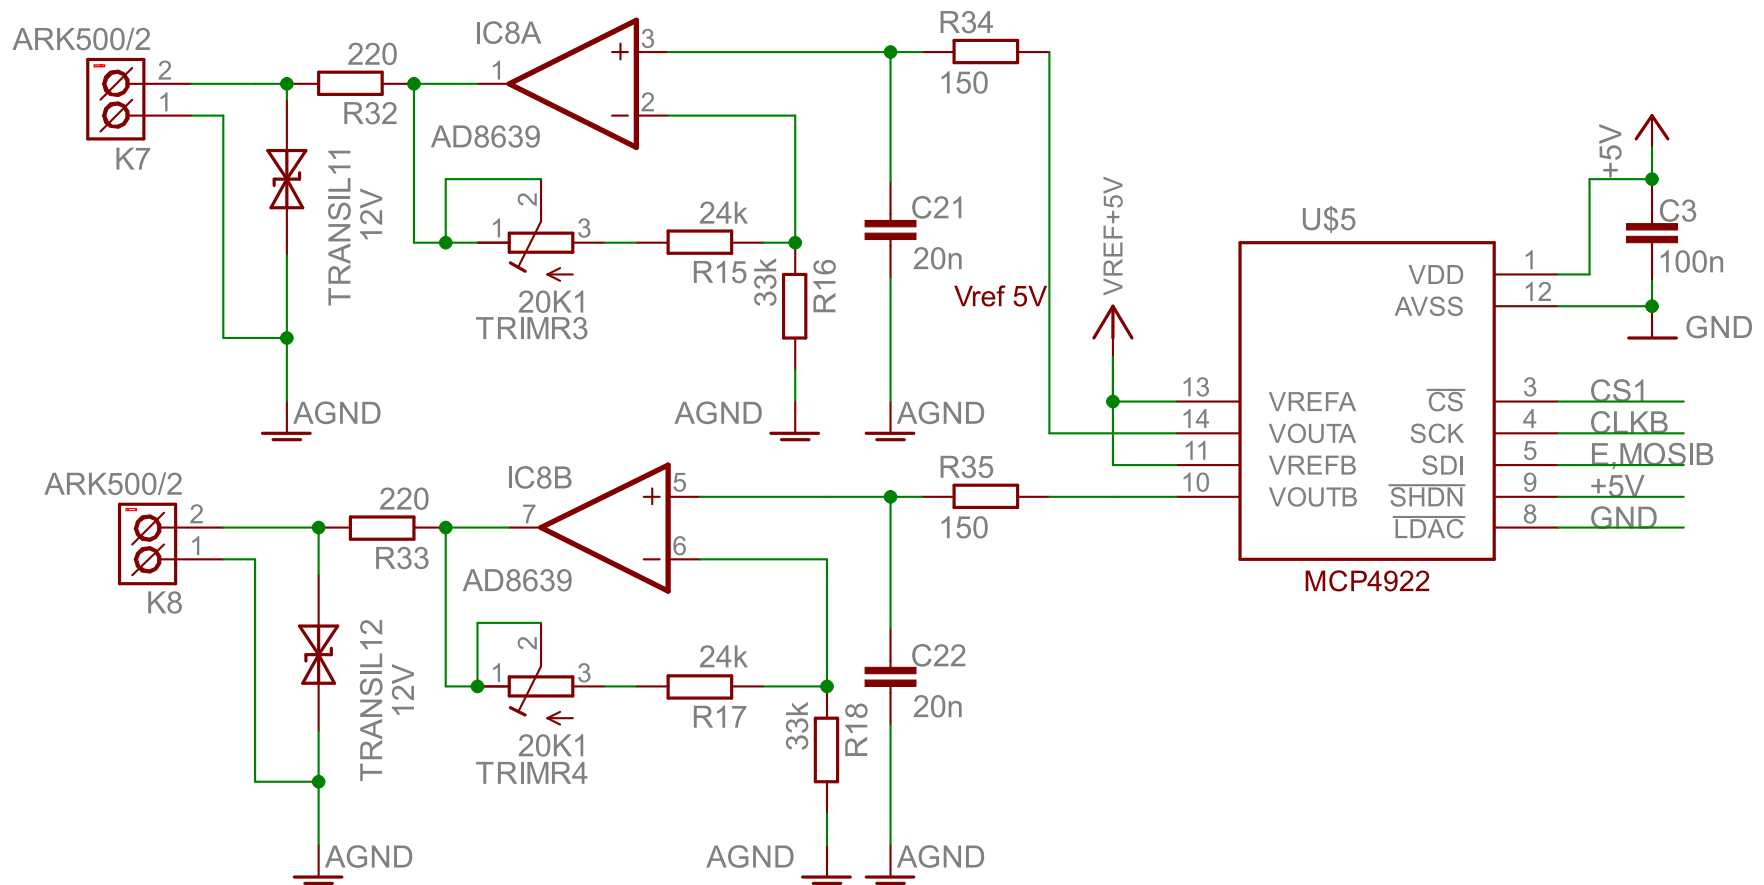 ARK500/2
2
1
K7
220
R32
IC8A
1
3
2
AD8639
R34
150
TRANSIL11
12V
1
2
3
20K1
TRIMR3
24k
R15
33k
R16
C21
20n
AGND
AGND
AGND
Vref 5V
VREF+5V
+5V
C3
100n
GND
U$5
VDD
1
AVSS
12
13
VREFA
14
VOUTA
11
VREFB
10
VOUTB
CS
3
CS1
SCK
4
CLKB
SDI
5
E,MOSIB
SHDN
9
+5V
LDAC
8
GND
MCP4922
ARK500/2
2
1
K8
220
R33
IC8B
7
5
6
AD8639
R35
150
TRANSIL12
12V
1
2
3
20K1
TRIMR4
24k
R17
33k
R18
C22
20n
AGND
AGND
AGND